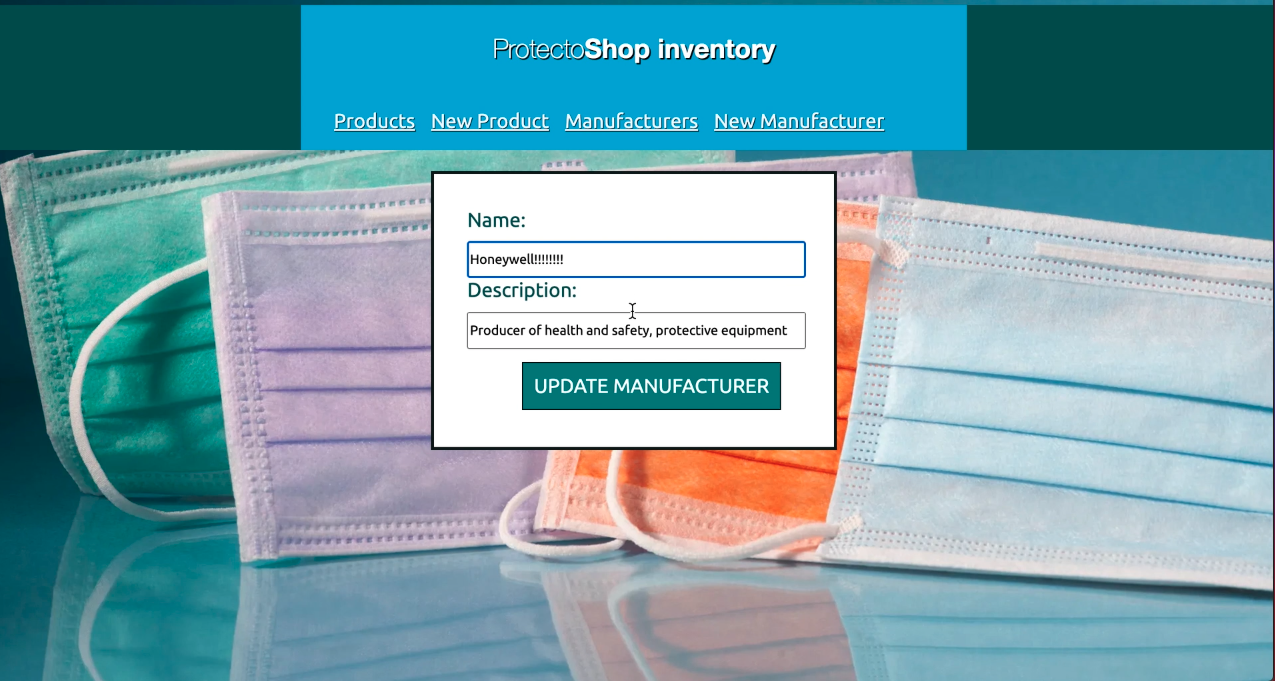 ProtectoShop inventory
Products New Product Manufacturers New Manufacturer
Name:
Honeywell!!!!!!!!
Description:
Producer of health and safety, protective equipment
UPDATE MANUFACTURER